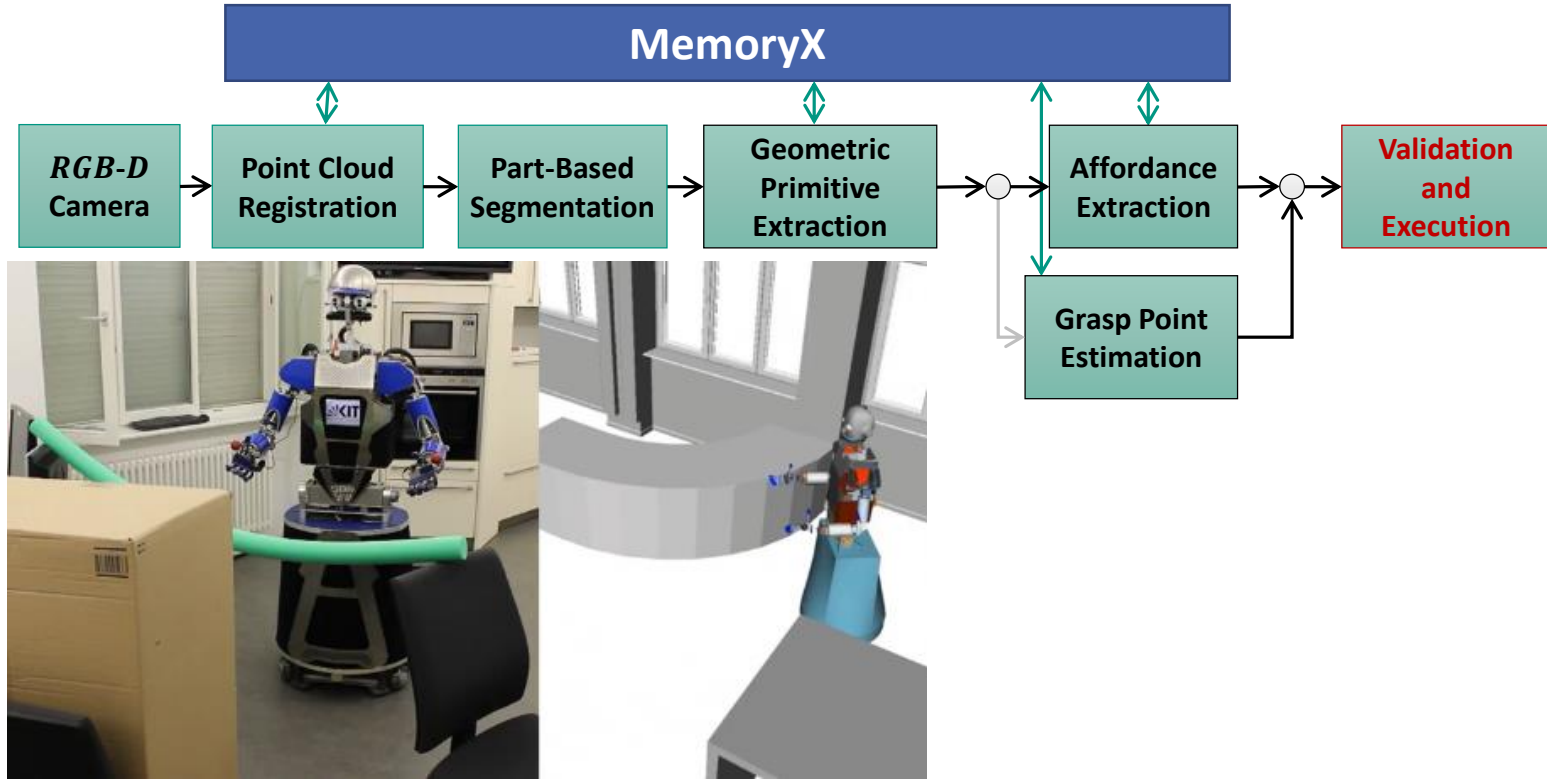 MemoryX
RGB-D
Camera
Point Cloud
Registration
Part-Based
Segmentation
Geometric
Primitive
Extraction
Affordance
Extraction
Validation
and
Execution
Grasp Point
Estimation
KIT